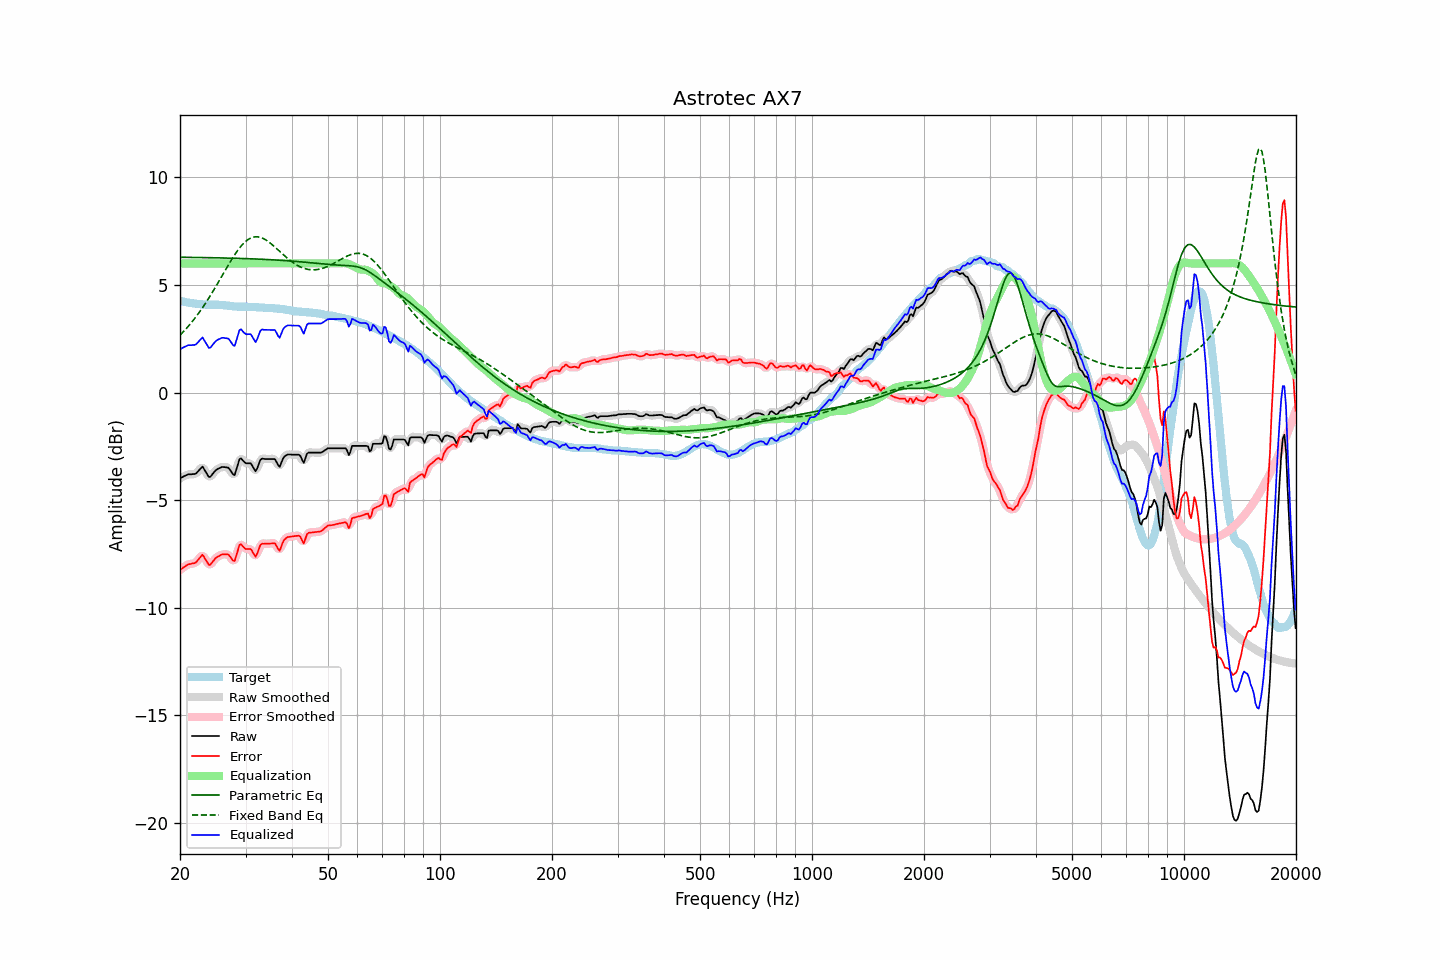 Astrotec AX7
Amplitude (dBr)
10
5
0
−5
−10
−15
−20
Target
Raw Smoothed
Error Smoothed
Raw
Error
Equalization
Parametric Eq
Fixed Band Eq
Equalized
20 50 100 200 500 1000 2000 5000 10000 20000
Frequency (Hz)